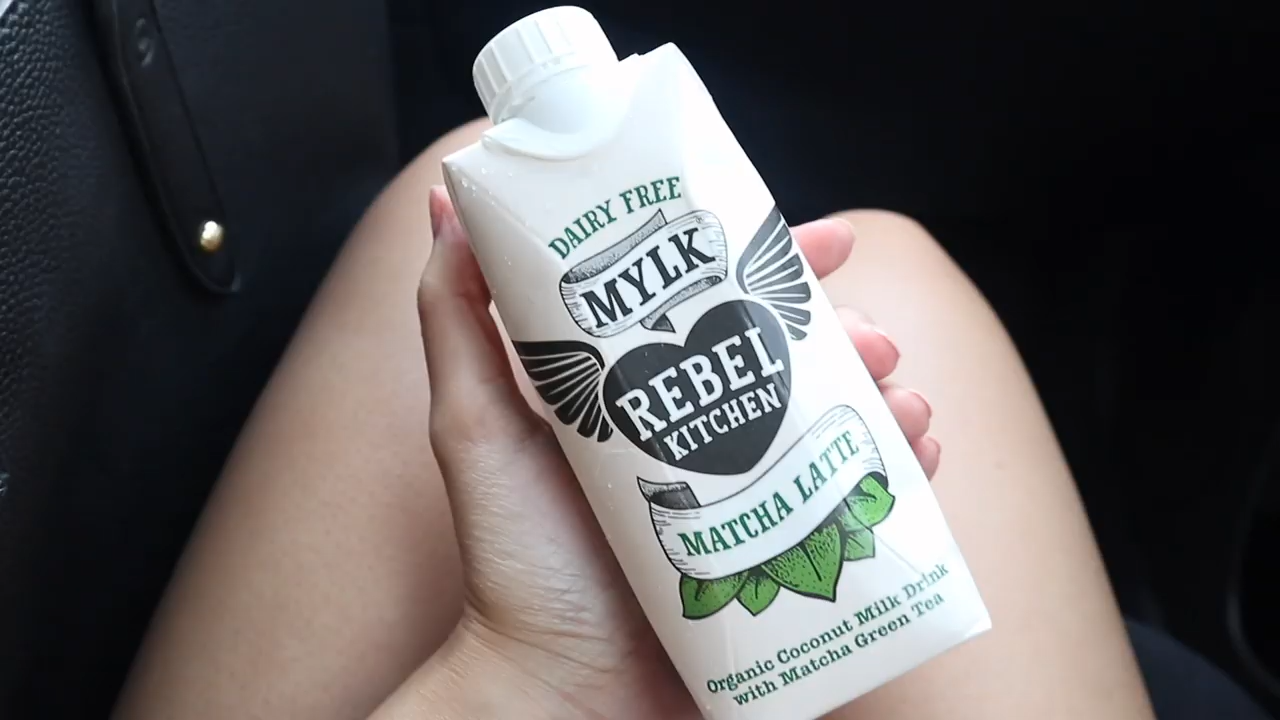 DAIRY FREE
MYLK
REBEL
KITCHEN
MATCHA LATTE
Organic Coconut Milk Drink
with Matcha Green Tea